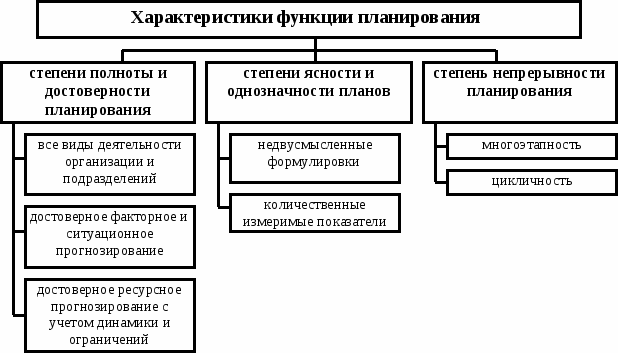 Характеристики функции планирования
степени полноты и
достоверности
планирования
все виды деятельности
организации и
подразделений
достоверное факторное и
ситуационное
прогнозирование
достоверное ресурсное
прогнозирование с
учетом динамики и
ограничений
степени ясности и
однозначности планов
недвусмысленные
формулировки
количественные
измеримые показатели
степень непрерывности
планирования
многоэтапность
цикличность